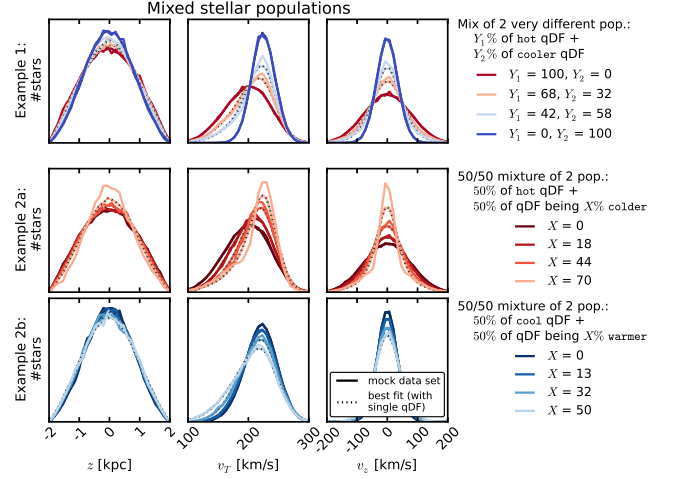 Mixed stellar populations
Example 1:
#stars
Mix of 2 very different pop.:
Y₁% of hot qDF +
Y₂% of cooler qDF
Y₁ = 100, Y₂ = 0
Y₁ = 68, Y₂ = 32
Y₁ = 42, Y₂ = 58
Y₁ = 0, Y₂ = 100
Example 2a:
#stars
50/50 mixture of 2 pop.:
50% of hot qDF +
50% of qDF being X% colder
X = 0
X = 18
X = 44
X = 70
Example 2b:
#stars
50/50 mixture of 2 pop.:
50% of cool qDF +
50% of qDF being X% warmer
X = 0
X = 13
X = 32
X = 50
mock data set
best fit (with
single qDF)
-2 -1 0 1 2
100 200 300
-200 -100 0 100 200
z [kpc]
v_T [km/s]
v_z [km/s]